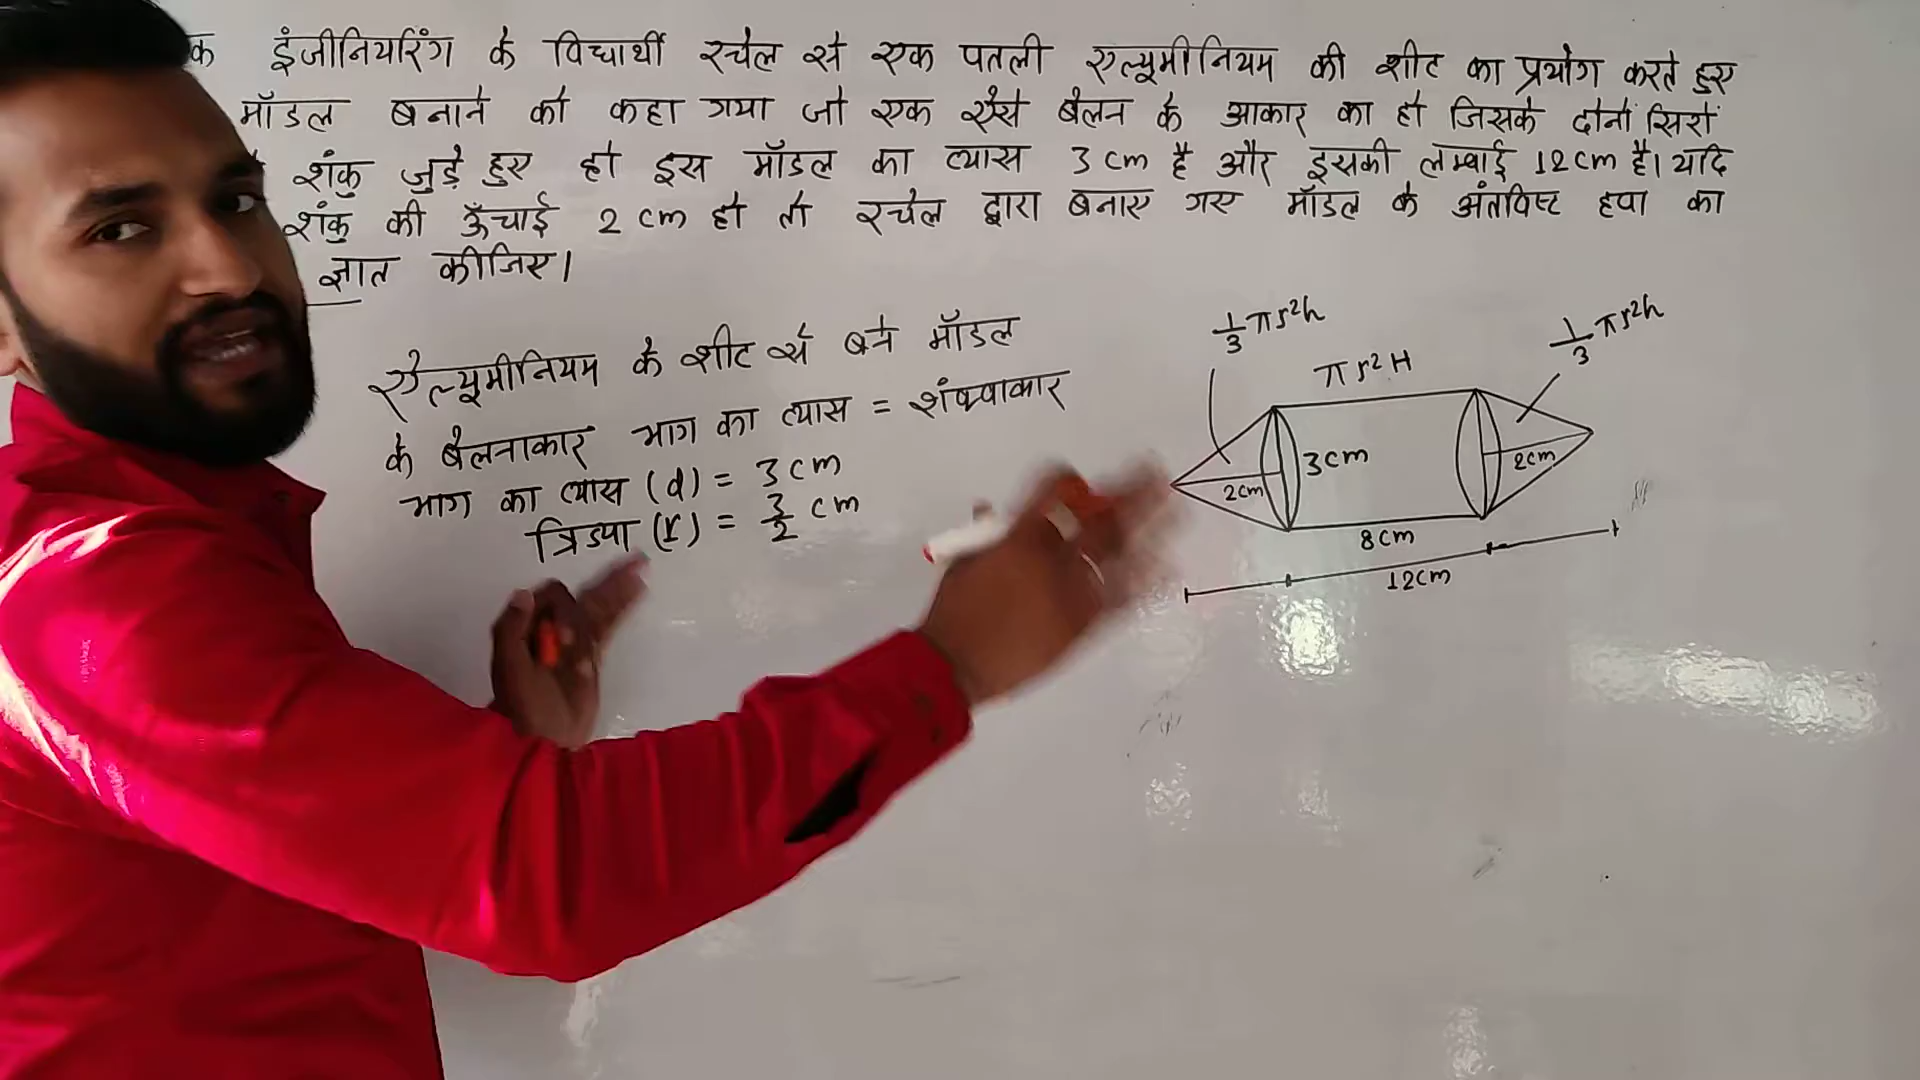 क इंजीनियरिंग के विद्यार्थी रचेल से एक पतली एल्यूमीनियम की शीट का प्रयोग करते हुए
मॉडल बनाने को कहा गया जो एक ऐसे बेलन के आकार का हो जिसके दोनों सिरों
शंकु जुड़े हुए हो इस मॉडल का व्यास 3 cm है और इसकी लम्बाई 12 cm है। यदि
शंकु की ऊँचाई 2 cm हो तो रचेल द्वारा बनाए गए मॉडल के अंतर्विष्ट हवा का
ज्ञात कीजिए।
ऐल्यूमीनियम के शीट से बने मॉडल
के बेलनाकार भाग का व्यास = शंक्वाकार
भाग का व्यास (d) = 3 cm
त्रिज्या (r) = 3/2 cm
1/3 πr²h
πr²H
1/3 πr²h
3cm
2cm
2cm
8cm
12cm